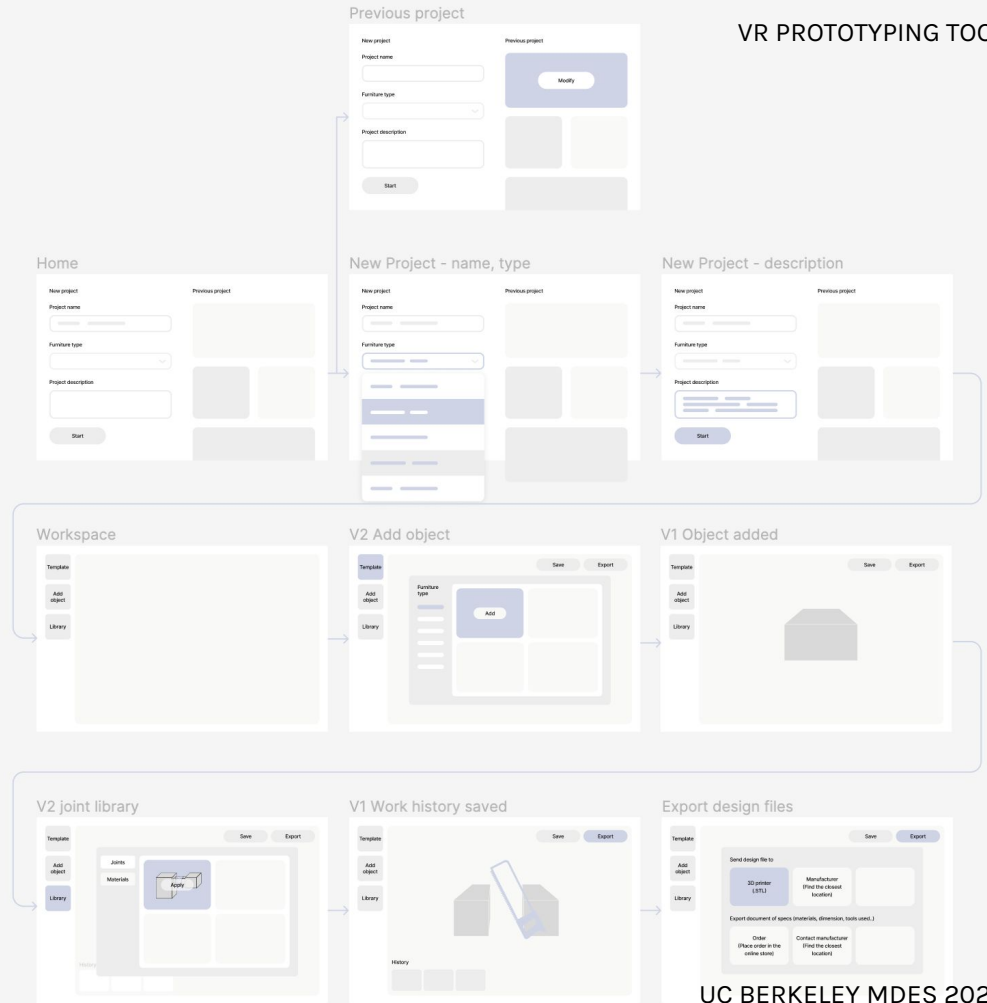 Previous project
VR PROTOTYPING TOO
New project
Previous project
Project name
Modify
Furniture type
Project description
Start
Home
New Project - name, type
New Project - description
New project
Previous project
Project name
Furniture type
Project description
Start
New project
Previous project
Project name
Furniture type
New project
Previous project
Project name
Furniture type
Project description
Start
Workspace
V2 Add object
V1 Object added
Template
Add
object
Library
Template
Add
object
Library
Save
Export
Furniture
type
Add
Template
Add
object
Library
Save
Export
V2 joint library
V1 Work history saved
Export design files
Template
Add
object
Library
Save
Export
Joints
Materials
Apply
History
Template
Add
object
Library
Save
Export
History
Template
Add
object
Library
Save
Export
Send design file to
3D printer
(.STL)
Manufacturer
(Find the closest
location)
Export document of specs (materials, dimension, tools used..)
Order
(Place order in the
online store)
Contact manufacturer
(Find the closest
location)
UC BERKELEY MDES 202